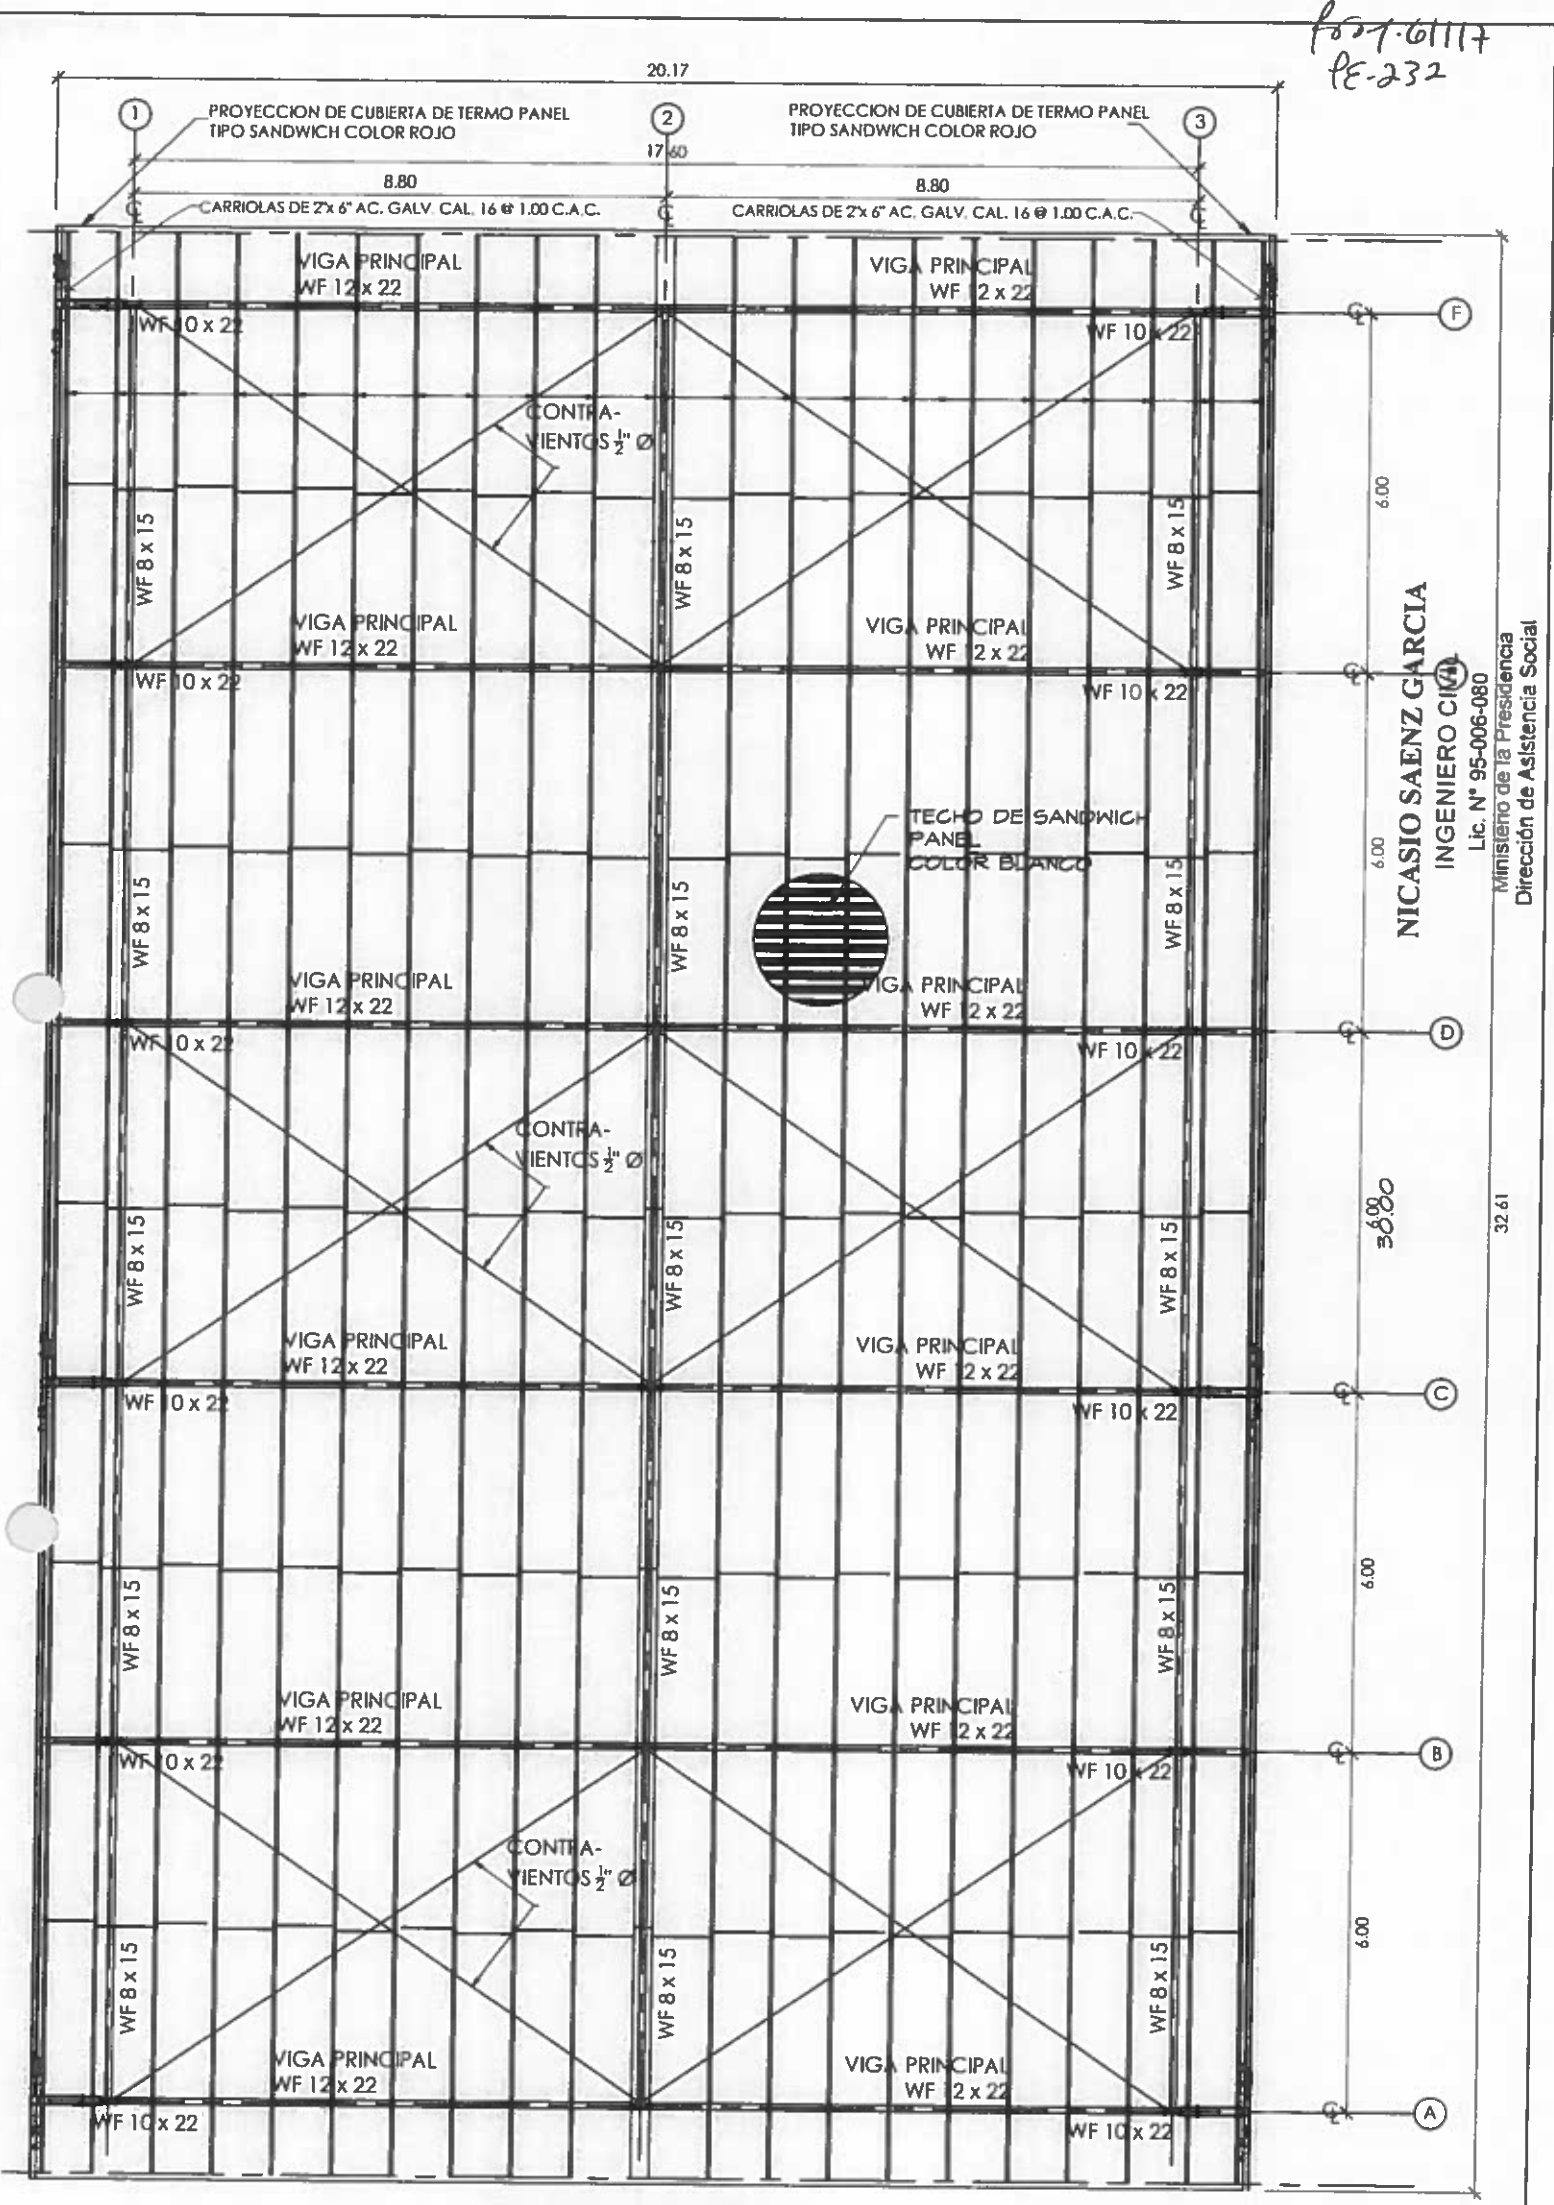 PE-232
20.17
1
PROYECCION DE CUBIERTA DE TERMO PANEL
TIPO SANDWICH COLOR ROJO
2
PROYECCION DE CUBIERTA DE TERMO PANEL
TIPO SANDWICH COLOR ROJO
3
17.60
8.80
8.80
CARRIOLAS DE 2"x 6" AC. GALV. CAL. 16 @ 1.00 C.A.C.
CARRIOLAS DE 2"x 6" AC. GALV. CAL. 16 @ 1.00 C.A.C.
VIGA PRINCIPAL
WF 12 x 22
VIGA PRINCIPAL
WF 12 x 22
WF 10 x 22
WF 10 x 22
F
CONTRA-
VIENTOS ½" Ø
6.00
WF 8 x 15
WF 8 x 15
WF 8 x 15
VIGA PRINCIPAL
WF 12 x 22
VIGA PRINCIPAL
WF 12 x 22
WF 10 x 22
WF 10 x 22
NICASIO SAENZ GARCIA
INGENIERO CIVIL
Lic. N° 95-006-080
Ministerio de la Presidencia
Dirección de Asistencia Social
TECHO DE SANDWICH
PANEL
COLOR BLANCO
6.00
WF 8 x 15
WF 8 x 15
WF 8 x 15
VIGA PRINCIPAL
WF 12 x 22
VIGA PRINCIPAL
WF 12 x 22
WF 10 x 22
WF 10 x 22
D
CONTRA-
VIENTOS ½" Ø
6.00
30.00
32.61
WF 8 x 15
WF 8 x 15
WF 8 x 15
VIGA PRINCIPAL
WF 12 x 22
VIGA PRINCIPAL
WF 12 x 22
WF 10 x 22
WF 10 x 22
C
6.00
WF 8 x 15
WF 8 x 15
WF 8 x 15
VIGA PRINCIPAL
WF 12 x 22
VIGA PRINCIPAL
WF 12 x 22
WF 10 x 22
WF 10 x 22
B
CONTRA-
VIENTOS ½" Ø
6.00
WF 8 x 15
WF 8 x 15
WF 8 x 15
VIGA PRINCIPAL
WF 12 x 22
VIGA PRINCIPAL
WF 12 x 22
WF 10 x 22
WF 10 x 22
A